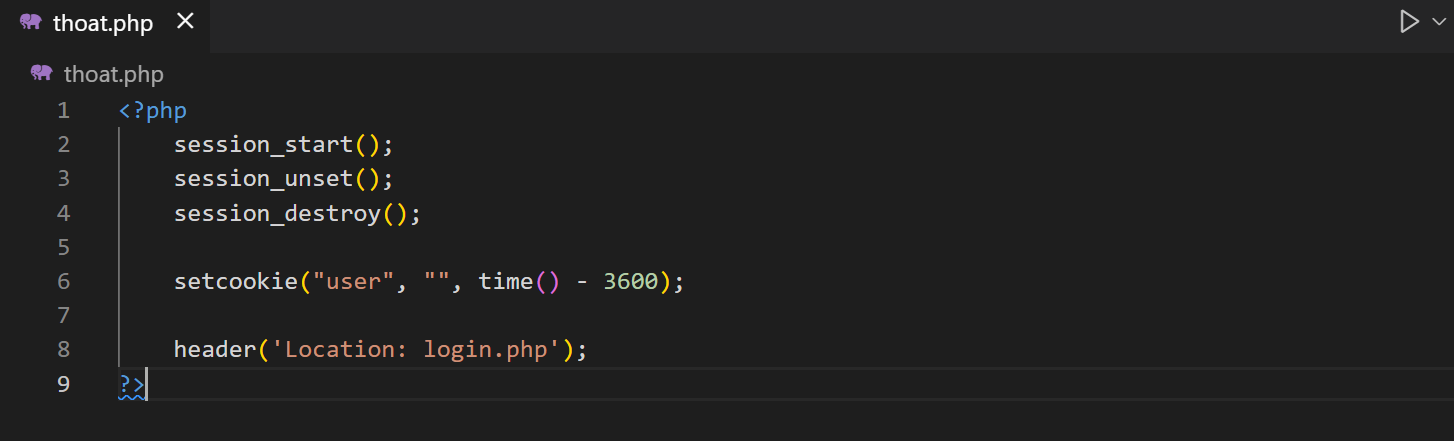 thoat.php
thoat.php
1 <?php
2     session_start();
3     session_unset();
4     session_destroy();
5
6     setcookie("user", "", time() - 3600);
7
8     header('Location: login.php');
9 ?>